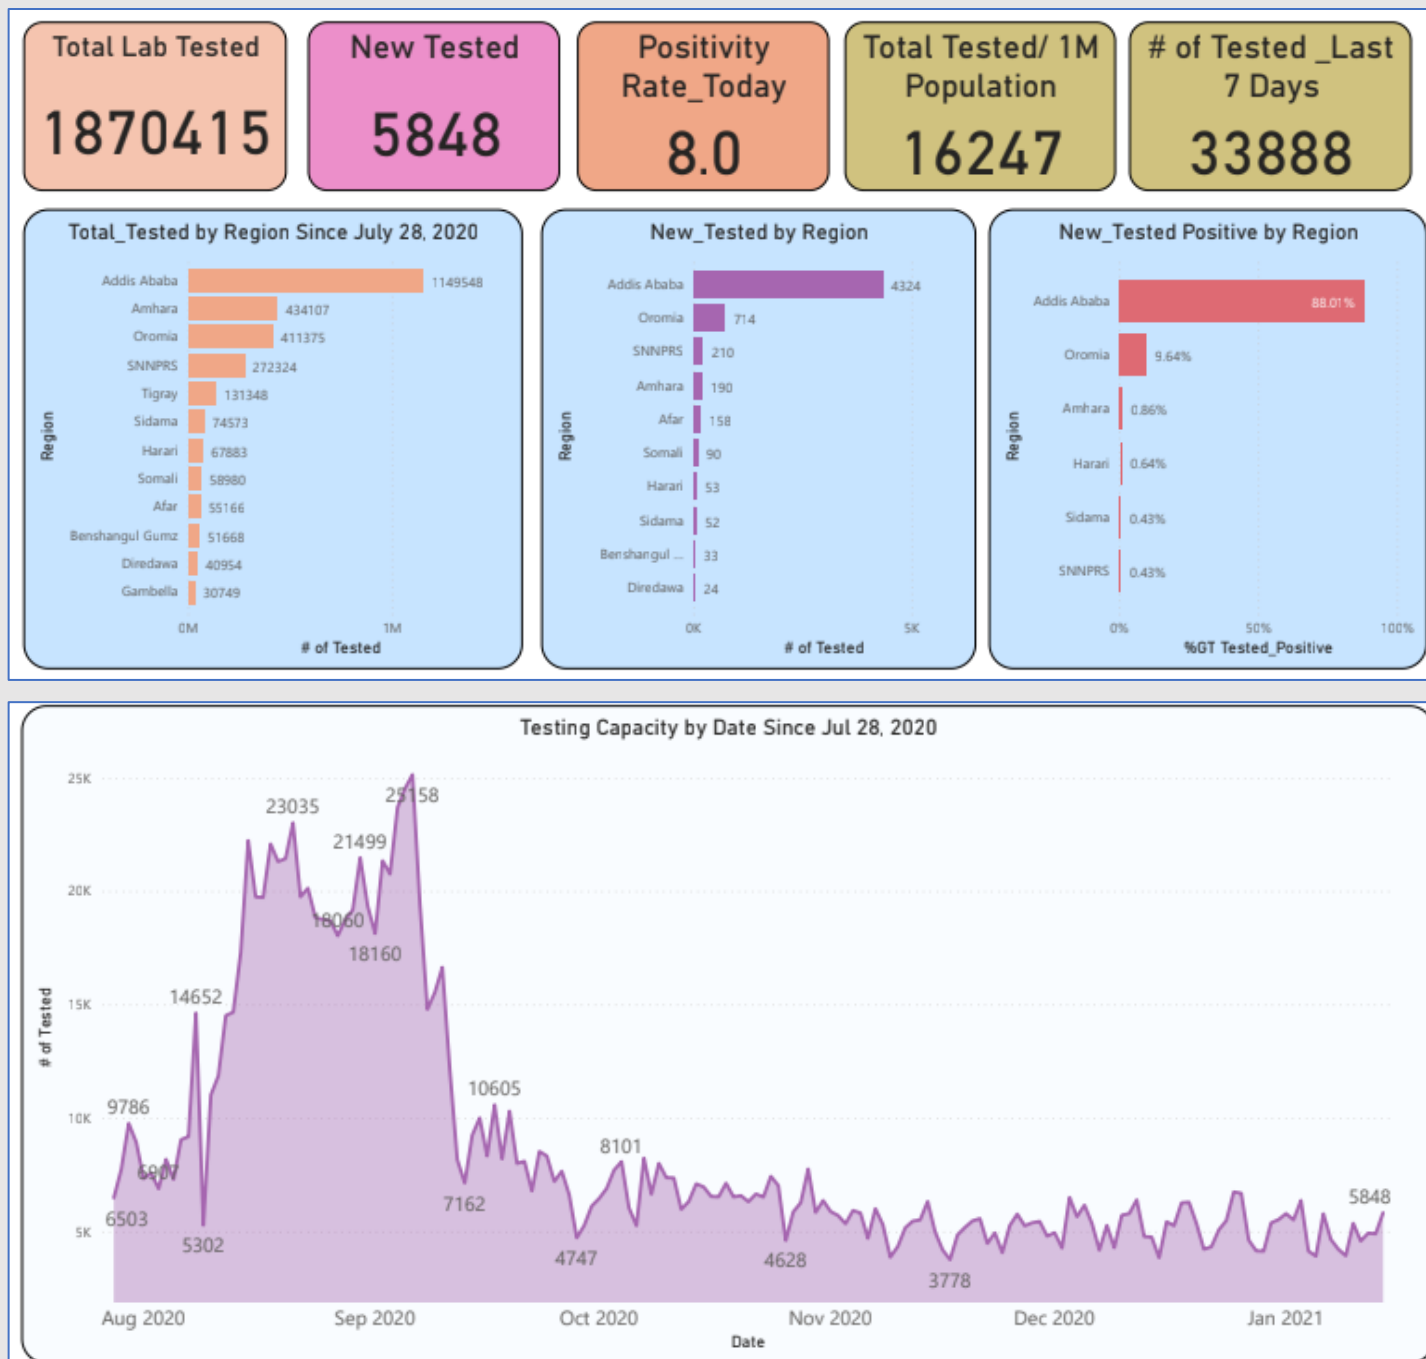 Total Lab Tested
1870415
New Tested
5848
Positivity
Rate_Today
8.0
Total Tested/ 1M
Population
16247
# of Tested _Last
7 Days
33888
Total_Tested by Region Since July 28, 2020
Region
Addis Ababa 1149548
Amhara 434107
Oromia 411375
SNNPRS 272324
Tigray 131348
Sidama 74573
Harari 67883
Somali 58980
Afar 55166
Benshangul Gumz 51668
Diredawa 40954
Gambella 30749
0M 1M
# of Tested
New_Tested by Region
Region
Addis Ababa 4324
Oromia 714
SNNPRS 210
Amhara 190
Afar 158
Somali 90
Harari 53
Sidama 52
Benshangul ... 33
Diredawa 24
0K 5K
# of Tested
New_Tested Positive by Region
Region
Addis Ababa 88.01%
Oromia 9.64%
Amhara 0.86%
Harari 0.64%
Sidama 0.43%
SNNPRS 0.43%
0% 50% 100%
%GT Tested_Positive
Testing Capacity by Date Since Jul 28, 2020
# of Tested
25K
20K
15K
10K
5K
6503
9786
6907
14652
5302
23035
18060
21499
18160
25158
7162
10605
4747
8101
4628
3778
5848
Aug 2020 Sep 2020 Oct 2020 Nov 2020 Dec 2020 Jan 2021
Date